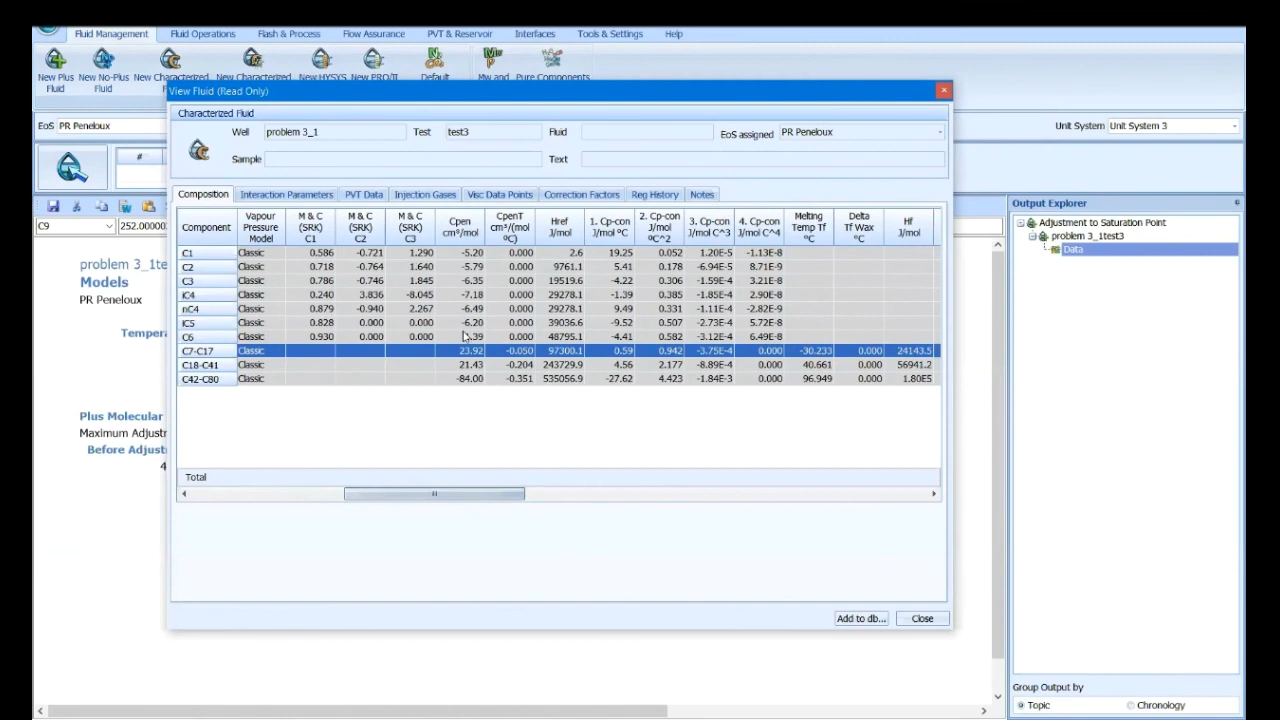 Fluid Management Fluid Operations Flash & Process Flow Assurance PVT & Reservoir Interfaces Tools & Settings Help
New Plus New No-Plus New Characterized New Characterized New HYSYS New PRO/II Default Mw and Pure Components
Fluid Fluid
View Fluid (Read Only)
Characterized Fluid
EoS PR Peneloux
Unit System Unit System 3
Well problem 3_1 Test test3 Fluid EoS assigned PR Peneloux
Sample Text
#
Composition Interaction Parameters PVT Data Injection Gases Visc Data Points Correction Factors Reg History Notes
Component Vapour Pressure Model M & C (SRK) C1 M & C (SRK) C2 M & C (SRK) C3 Cpen cm³/mol CpenT cm³/(mol ºC) Href J/mol 1. Cp-con J/mol ºC 2. Cp-con J/mol ºC^2 3. Cp-con J/mol C^3 4. Cp-con J/mol C^4 Melting Temp Tf ºC Delta Tf Wax ºC Hf J/mol
C1 Classic 0.586 -0.721 1.290 -5.20 0.000 2.6 19.25 0.052 1.20E-5 -1.13E-8
C2 Classic 0.718 -0.764 1.640 -5.79 0.000 9761.1 5.41 0.178 -6.94E-5 8.71E-9
C3 Classic 0.786 -0.746 1.845 -6.35 0.000 19519.6 -4.22 0.306 -1.59E-4 3.21E-8
iC4 Classic 0.240 3.836 -8.045 -7.18 0.000 29278.1 -1.39 0.385 -1.85E-4 2.90E-8
nC4 Classic 0.879 -0.940 2.267 -6.49 0.000 29278.1 9.49 0.331 -1.11E-4 -2.82E-9
iC5 Classic 0.828 0.000 0.000 -6.20 0.000 39036.6 -9.52 0.507 -2.73E-4 5.72E-8
C6 Classic 0.930 0.000 0.000 0.000 48795.1 -4.41 0.582 -3.12E-4 6.49E-8
C7-C17 Classic 23.92 -0.050 97300.1 0.59 0.942 -3.75E-4 0.000 -30.233 0.000 24143.5
C18-C41 Classic 21.43 -0.204 243729.9 4.56 2.177 -8.89E-4 0.000 40.661 0.000 56941.2
C42-C80 Classic -84.00 -0.351 535056.9 -27.62 4.423 -1.84E-3 0.000 96.949 0.000 1.80E5
Total
Add to db... Close
C9 252.0000
problem 3_1te
Models
PR Peneloux
Tempera
Plus Molecular
Maximum Adjustr
Before Adjust
4
Output Explorer
Adjustment to Saturation Point
problem 3_1test3
Data
Group Output by
Topic Chronology